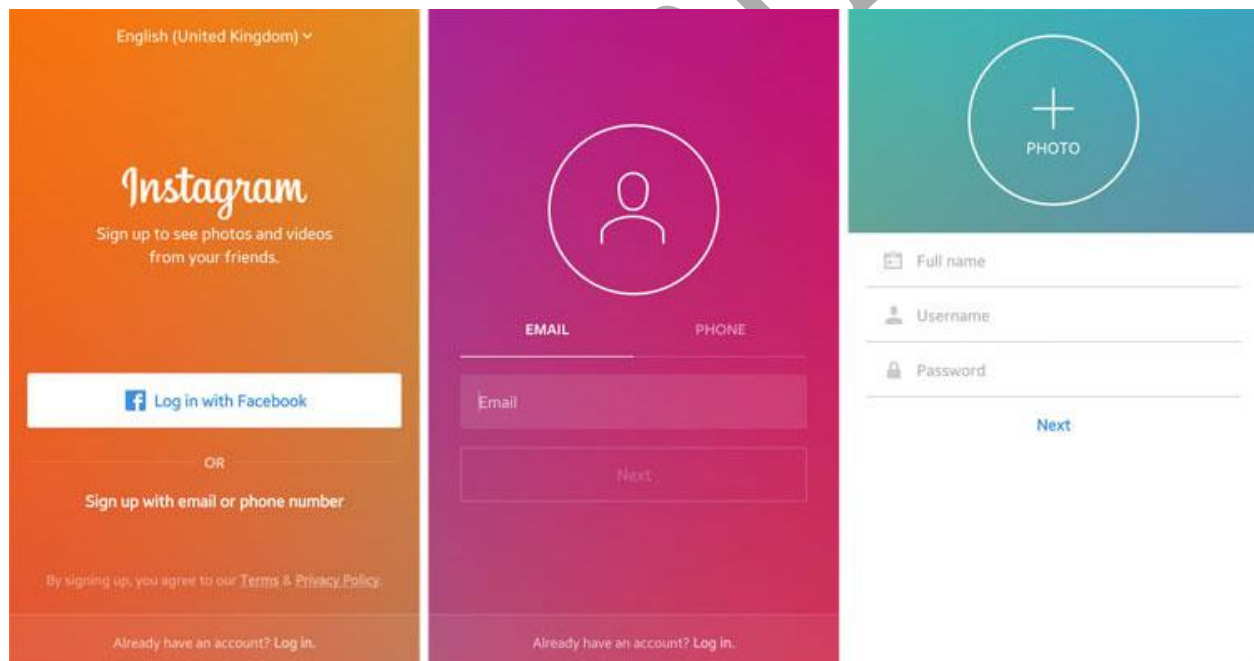 English (United Kingdom)
Instagram
Sign up to see photos and videos
from your friends.
Log in with Facebook
OR
Sign up with email or phone number
By signing up, you agree to our Terms & Privacy Policy.
Already have an account? Log in.
EMAIL PHONE
Email
Next
Already have an account? Log in.
PHOTO
Full name
Username
Password
Next